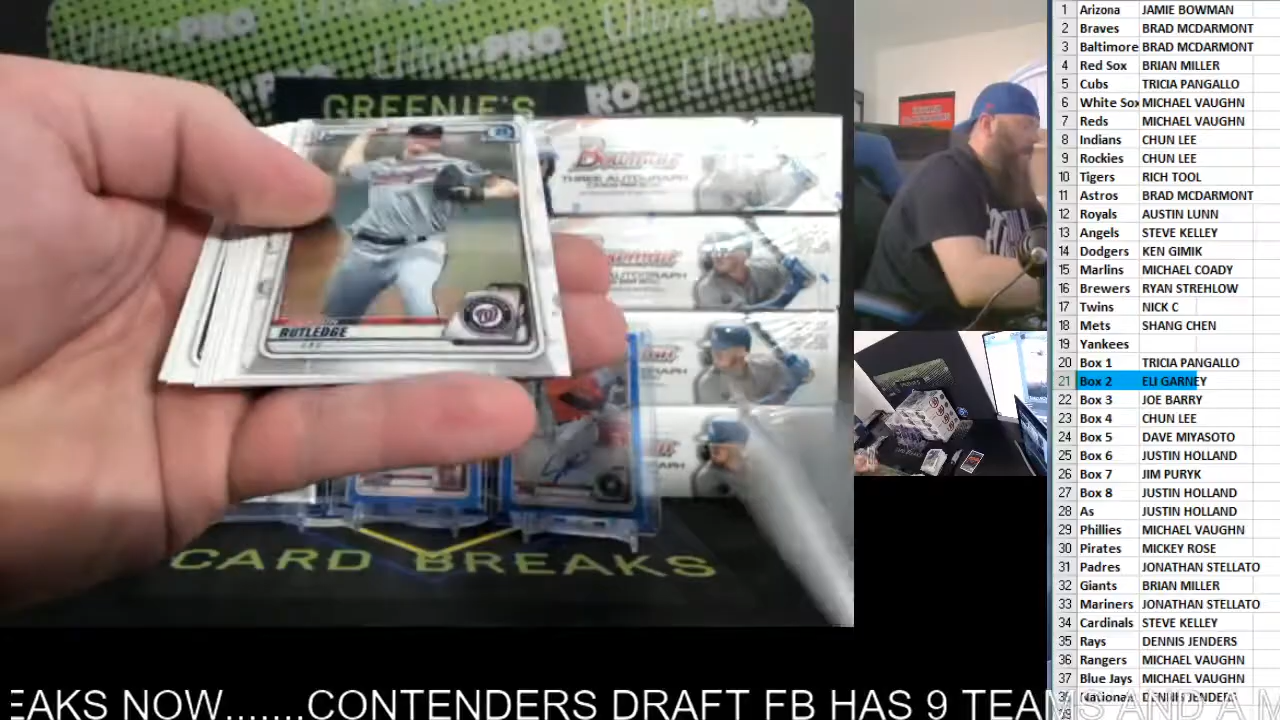 PRO
PRO
GREENIE'S
PRO
Bowman
THREE AUTOGRAPH
AUTOGRAPH
RUTLEDGE
CARD BREAKS
1 Arizona JAMIE BOWMAN
2 Braves BRAD MCDARMONT
3 Baltimore BRAD MCDARMONT
4 Red Sox BRIAN MILLER
5 Cubs TRICIA PANGALLO
6 White Sox MICHAEL VAUGHN
7 Reds MICHAEL VAUGHN
8 Indians CHUN LEE
9 Rockies CHUN LEE
10 Tigers RICH TOOL
11 Astros BRAD MCDARMONT
12 Royals AUSTIN LUNN
13 Angels STEVE KELLEY
14 Dodgers KEN GIMIK
15 Marlins MICHAEL COADY
16 Brewers RYAN STREHLOW
17 Twins NICK C
18 Mets SHANG CHEN
19 Yankees
20 Box 1 TRICIA PANGALLO
21 Box 2 ELI GARNEY
22 Box 3 JOE BARRY
23 Box 4 CHUN LEE
24 Box 5 DAVE MIYASOTO
25 Box 6 JUSTIN HOLLAND
26 Box 7 JIM PURYK
27 Box 8 JUSTIN HOLLAND
28 As JUSTIN HOLLAND
29 Phillies MICHAEL VAUGHN
30 Pirates MICKEY ROSE
31 Padres JONATHAN STELLATO
32 Giants BRIAN MILLER
33 Mariners JONATHAN STELLATO
34 Cardinals STEVE KELLEY
35 Rays DENNIS JENDERS
36 Rangers MICHAEL VAUGHN
37 Blue Jays MICHAEL VAUGHN
Nationals DENNIS JENDERS
EAKS NOW.......CONTENDERS DRAFT FB HAS 9 TEAMS AND A M